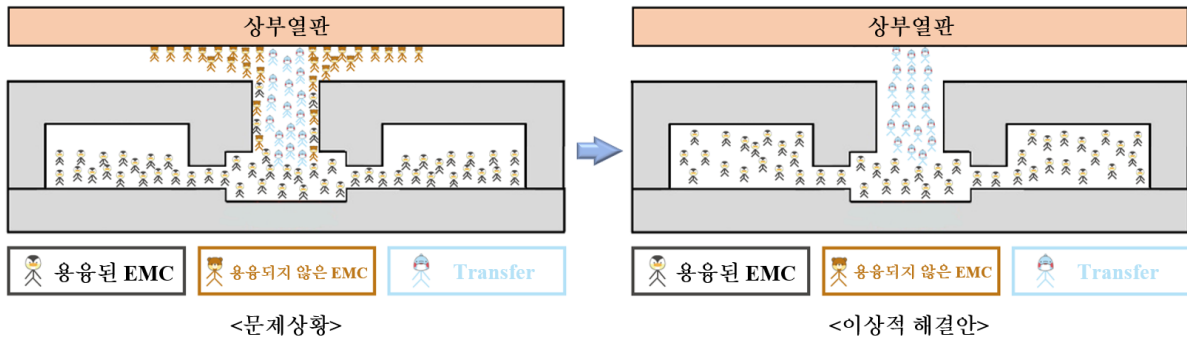 상부열판
상부열판
용융된 EMC
용융되지 않은 EMC
Transfer
용융된 EMC
용융되지 않은 EMC
Transfer
<문제상황>
<이상적 해결안>